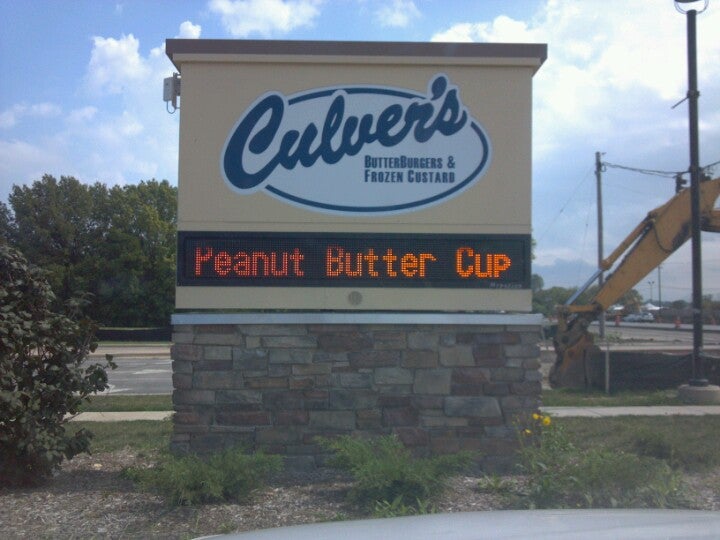 Culver's
ButterBurgers &
Frozen Custard
Peanut Butter Cup